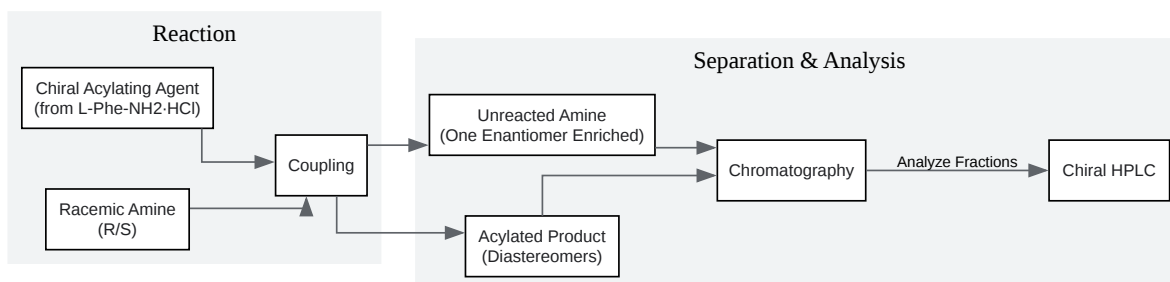 Reaction
Chiral Acylating Agent
(from L-Phe-NH2·HCl)
Coupling
Racemic Amine
(R/S)
Separation & Analysis
Unreacted Amine
(One Enantiomer Enriched)
Acylated Product
(Diastereomers)
Chromatography
Analyze Fractions
Chiral HPLC